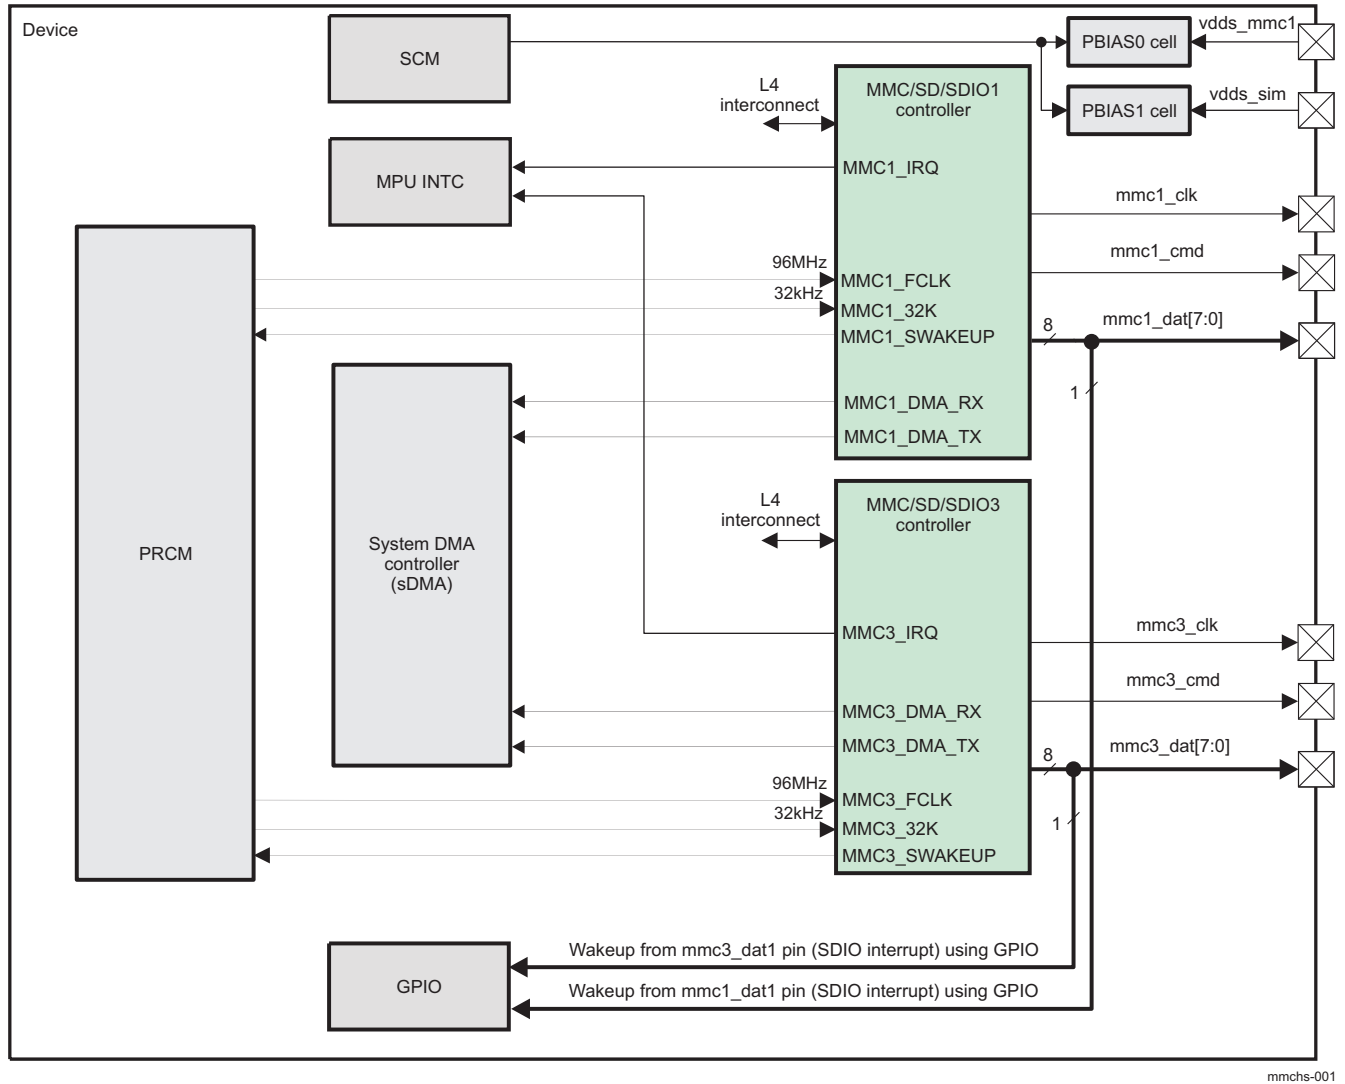 Device
SCM
PBIAS0 cell
vdds_mmc1
PBIAS1 cell
vdds_sim
L4
interconnect
MMC/SD/SDIO1
controller
MPU INTC
MMC1_IRQ
mmc1_clk
mmc1_cmd
96MHz
MMC1_FCLK
32kHz
MMC1_32K
MMC1_SWAKEUP
8
mmc1_dat[7:0]
1
MMC1_DMA_RX
MMC1_DMA_TX
L4
interconnect
MMC/SD/SDIO3
controller
PRCM
System DMA
controller
(sDMA)
MMC3_IRQ
mmc3_clk
mmc3_cmd
MMC3_DMA_RX
MMC3_DMA_TX
8
mmc3_dat[7:0]
96MHz
MMC3_FCLK
32kHz
MMC3_32K
1
MMC3_SWAKEUP
GPIO
Wakeup from mmc3_dat1 pin (SDIO interrupt) using GPIO
Wakeup from mmc1_dat1 pin (SDIO interrupt) using GPIO
mmchs-001